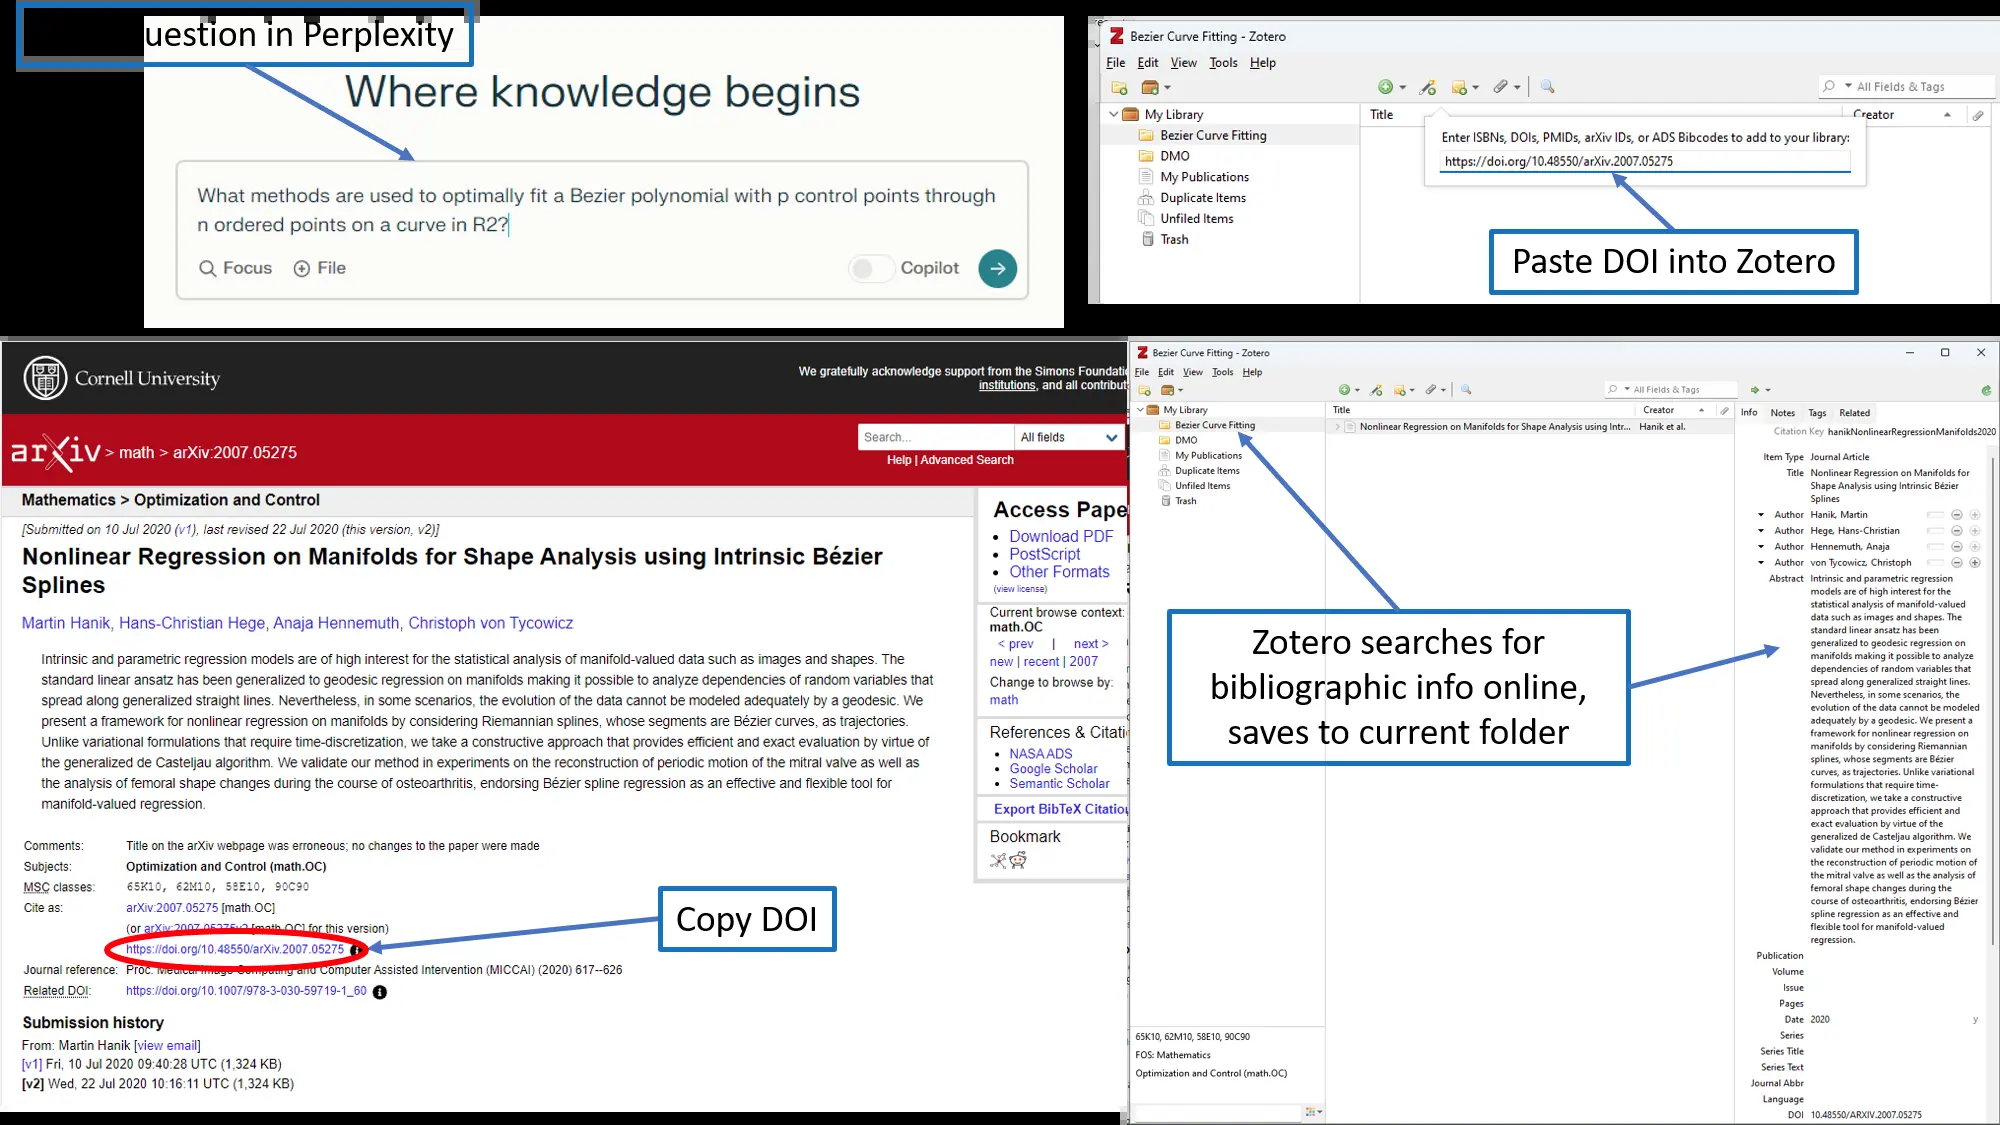 uestion in Perplexity
Where knowledge begins
What methods are used to optimally fit a Bezier polynomial with p control points through
n ordered points on a curve in R2?
Focus File Copilot
Bezier Curve Fitting - Zotero
File Edit View Tools Help
All Fields & Tags
My Library
Bezier Curve Fitting
DMO
My Publications
Duplicate Items
Unfiled Items
Trash
Title Creator
Enter ISBNs, DOIs, PMIDs, arXiv IDs, or ADS Bibcodes to add to your library:
https://doi.org/10.48550/arXiv.2007.05275
Paste DOI into Zotero
Cornell University
We gratefully acknowledge support from the Simons Foundatio
institutions, and all contribut
arXiv > math > arXiv:2007.05275
Search... All fields
Help | Advanced Search
Mathematics > Optimization and Control
[Submitted on 10 Jul 2020 (v1), last revised 22 Jul 2020 (this version, v2)]
Nonlinear Regression on Manifolds for Shape Analysis using Intrinsic Bézier
Splines
Martin Hanik, Hans-Christian Hege, Anaja Hennemuth, Christoph von Tycowicz
Intrinsic and parametric regression models are of high interest for the statistical analysis of manifold-valued data such as images and shapes. The
standard linear ansatz has been generalized to geodesic regression on manifolds making it possible to analyze dependencies of random variables that
spread along generalized straight lines. Nevertheless, in some scenarios, the evolution of the data cannot be modeled adequately by a geodesic. We
present a framework for nonlinear regression on manifolds by considering Riemannian splines, whose segments are Bézier curves, as trajectories.
Unlike variational formulations that require time-discretization, we take a constructive approach that provides efficient and exact evaluation by virtue of
the generalized de Casteljau algorithm. We validate our method in experiments on the reconstruction of periodic motion of the mitral valve as well as
the analysis of femoral shape changes during the course of osteoarthritis, endorsing Bézier spline regression as an effective and flexible tool for
manifold-valued regression.
Comments: Title on the arXiv webpage was erroneous; no changes to the paper were made
Subjects: Optimization and Control (math.OC)
MSC classes: 65K10, 62M10, 58E10, 90C90
Cite as: arXiv:2007.05275 [math.OC]
(or arXiv:2007.05275v2 [math.OC] for this version)
https://doi.org/10.48550/arXiv.2007.05275
Journal reference: Proc. Medical Image Computing and Computer Assisted Intervention (MICCAI) (2020) 617--626
Related DOI: https://doi.org/10.1007/978-3-030-59719-1_60
Submission history
From: Martin Hanik [view email]
[v1] Fri, 10 Jul 2020 09:40:28 UTC (1,324 KB)
[v2] Wed, 22 Jul 2020 10:16:11 UTC (1,324 KB)
Copy DOI
Access Pape
Download PDF
PostScript
Other Formats
(view license)
Current browse context:
math.OC
< prev | next >
new | recent | 2007
Change to browse by:
math
References & Citati
NASA ADS
Google Scholar
Semantic Scholar
Export BibTeX Citation
Bookmark
Bezier Curve Fitting - Zotero
File Edit View Tools Help
All Fields & Tags
My Library
Bezier Curve Fitting
DMO
My Publications
Duplicate Items
Unfiled Items
Trash
Title Creator
Nonlinear Regression on Manifolds for Shape Analysis using Intr... Hanik et al.
Zotero searches for
bibliographic info online,
saves to current folder
65K10, 62M10, 58E10, 90C90
FOS: Mathematics
Optimization and Control (math.OC)
Info Notes Tags Related
Citation Key hanikNonlinearRegressionManifolds2020
Item Type Journal Article
Title Nonlinear Regression on Manifolds for
Shape Analysis using Intrinsic Bézier
Splines
Author Hanik, Martin
Author Hege, Hans-Christian
Author Hennemuth, Anaja
Author von Tycowicz, Christoph
Abstract Intrinsic and parametric regression
models are of high interest for the
statistical analysis of manifold-valued
data such as images and shapes. The
standard linear ansatz has been
generalized to geodesic regression on
manifolds making it possible to analyze
dependencies of random variables that
spread along generalized straight lines.
Nevertheless, in some scenarios, the
evolution of the data cannot be modeled
adequately by a geodesic. We present a
framework for nonlinear regression on
manifolds by considering Riemannian
splines, whose segments are Bézier
curves, as trajectories. Unlike variational
formulations that require time-
discretization, we take a constructive
approach that provides efficient and
exact evaluation by virtue of the
generalized de Casteljau algorithm. We
validate our method in experiments on
the reconstruction of periodic motion of
the mitral valve as well as the analysis of
femoral shape changes during the
course of osteoarthritis, endorsing Bézier
spline regression as an effective and
flexible tool for manifold-valued
regression.
Publication
Volume
Issue
Pages
Date 2020 y
Series
Series Title
Series Text
Journal Abbr
Language
DOI 10.48550/ARXIV.2007.05275